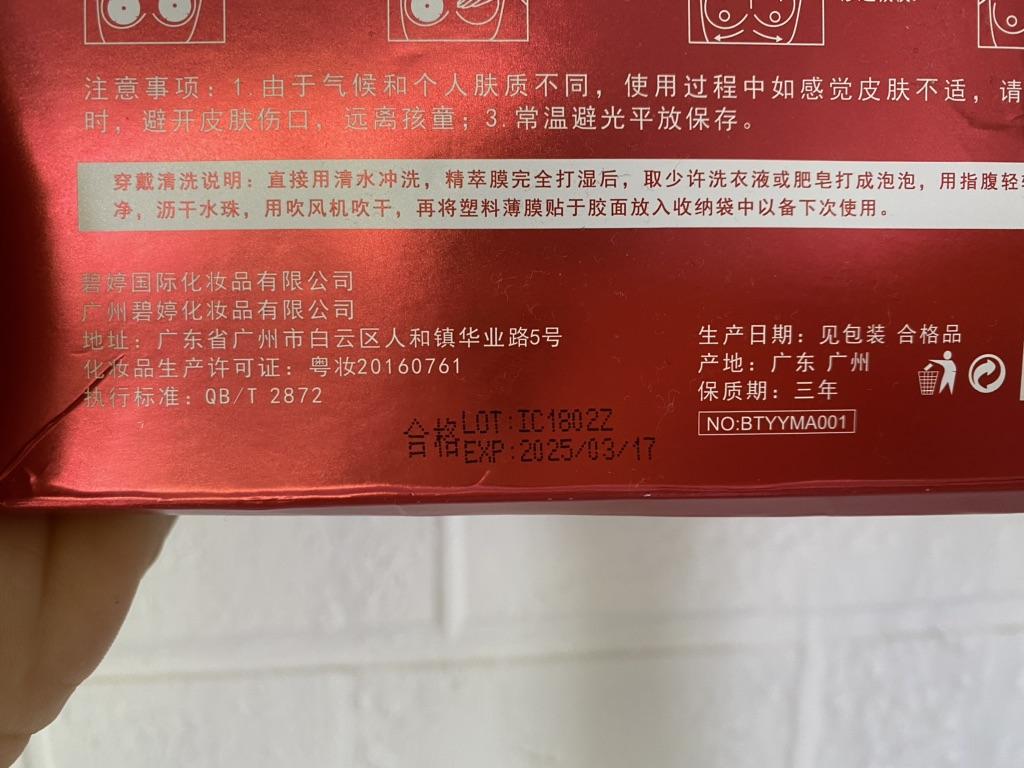 注意事项：1.由于气候和个人肤质不同，使用过程中如感觉皮肤不适，请
时，避开皮肤伤口，远离孩童；3.常温避光平放保存。
穿戴清洗说明：直接用清水冲洗，精萃膜完全打湿后，取少许洗衣液或肥皂打成泡泡，用指腹轻
净，沥干水珠，用吹风机吹干，再将塑料薄膜贴于胶面放入收纳袋中以备下次使用。
碧婷国际化妆品有限公司
广州碧婷化妆品有限公司
地址：广东省广州市白云区人和镇华业路5号
化妆品生产许可证：粤妆20160761
执行标准：QB/T 2872
生产日期：见包装 合格品
产地：广东 广州
保质期：三年
NO:BTYYMA001
合格
LOT:IC1802Z
EXP:2025/03/17